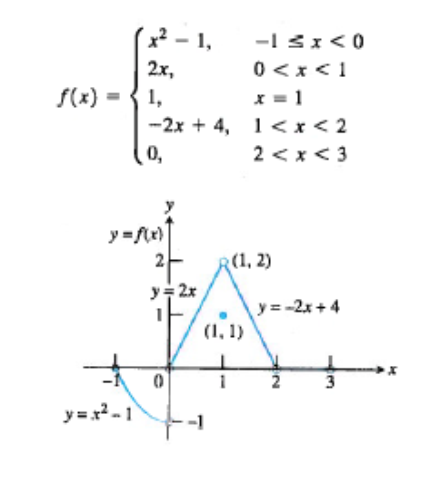 f(x) = { x² − 1, −1 ≤ x < 0
2x, 0 < x < 1
1, x = 1
−2x + 4, 1 < x < 2
0, 2 < x < 3
y
y = f(x)
2 (1, 2)
y = 2x
1 y = −2x + 4
(1, 1)
−1 0 1 2 3 x
y = x² − 1 −1